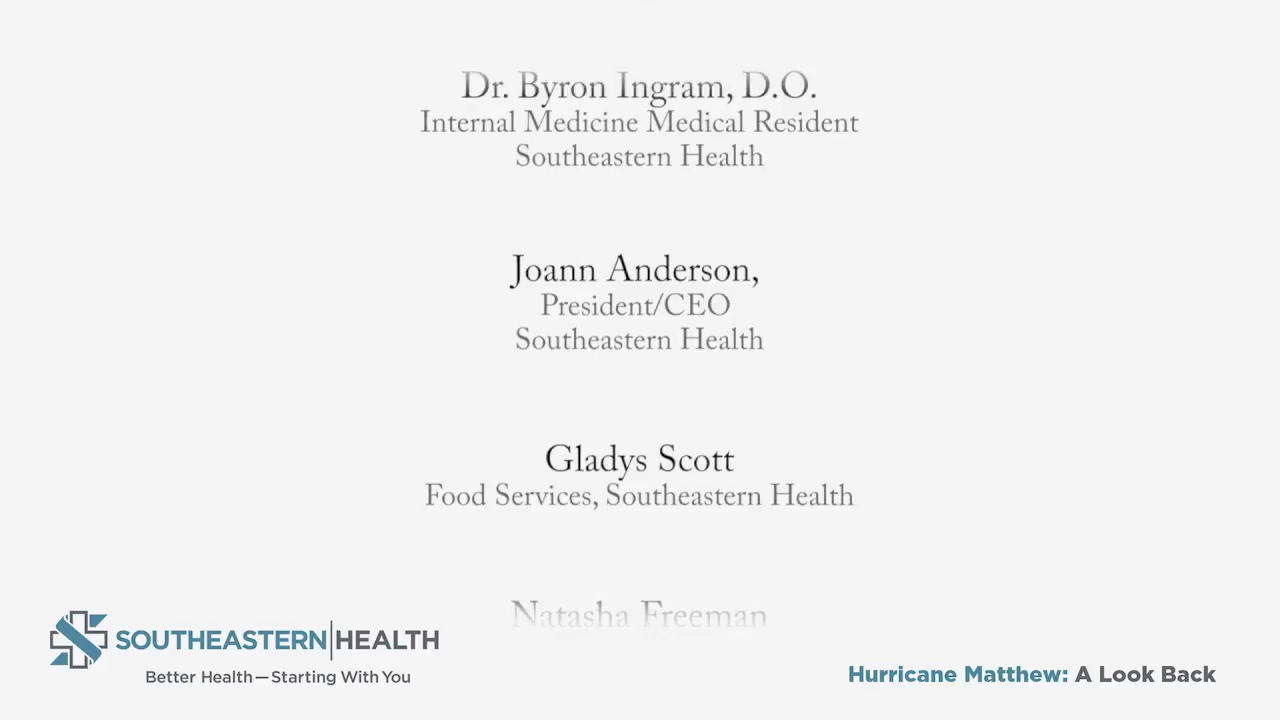 Dr. Byron Ingram, D.O.
Internal Medicine Medical Resident
Southeastern Health
Joann Anderson,
President/CEO
Southeastern Health
Gladys Scott
Food Services, Southeastern Health
Natasha Freeman
SOUTHEASTERN|HEALTH
Better Health—Starting With You
Hurricane Matthew: A Look Back